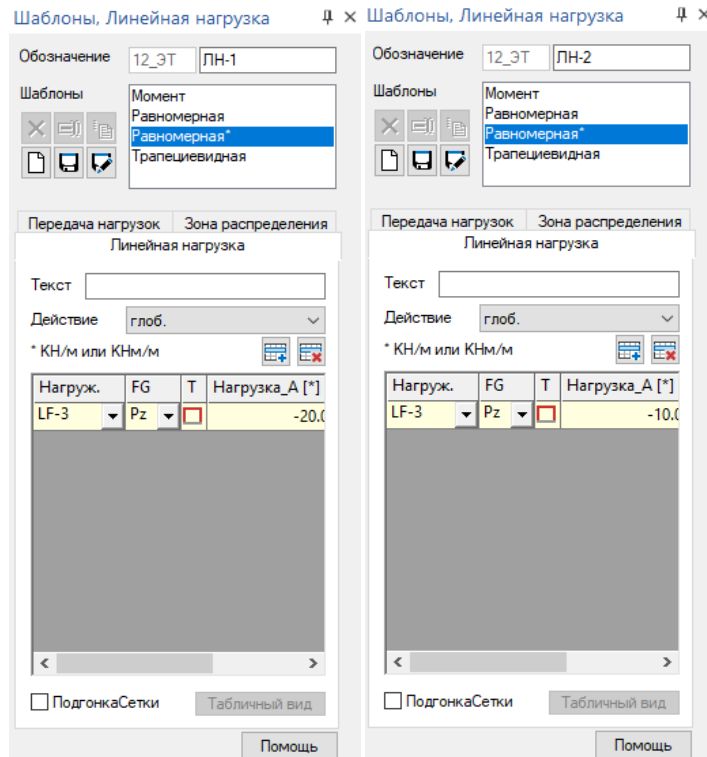 Шаблоны, Линейная нагрузка
Обозначение 12_ЭТ ЛН-1
Шаблоны
Момент
Равномерная
Равномерная*
Трапециевидная
Передача нагрузок Зона распределения
Линейная нагрузка
Текст
Действие глоб.
* КН/м или КНм/м
Нагруж. FG T Нагрузка_A [*]
LF-3 Pz -20.0
ПодгонкаСетки Табличный вид
Помощь
Шаблоны, Линейная нагрузка
Обозначение 12_ЭТ ЛН-2
Шаблоны
Момент
Равномерная
Равномерная*
Трапециевидная
Передача нагрузок Зона распределения
Линейная нагрузка
Текст
Действие глоб.
* КН/м или КНм/м
Нагруж. FG T Нагрузка_A [*]
LF-3 Pz -10.0
ПодгонкаСетки Табличный вид
Помощь